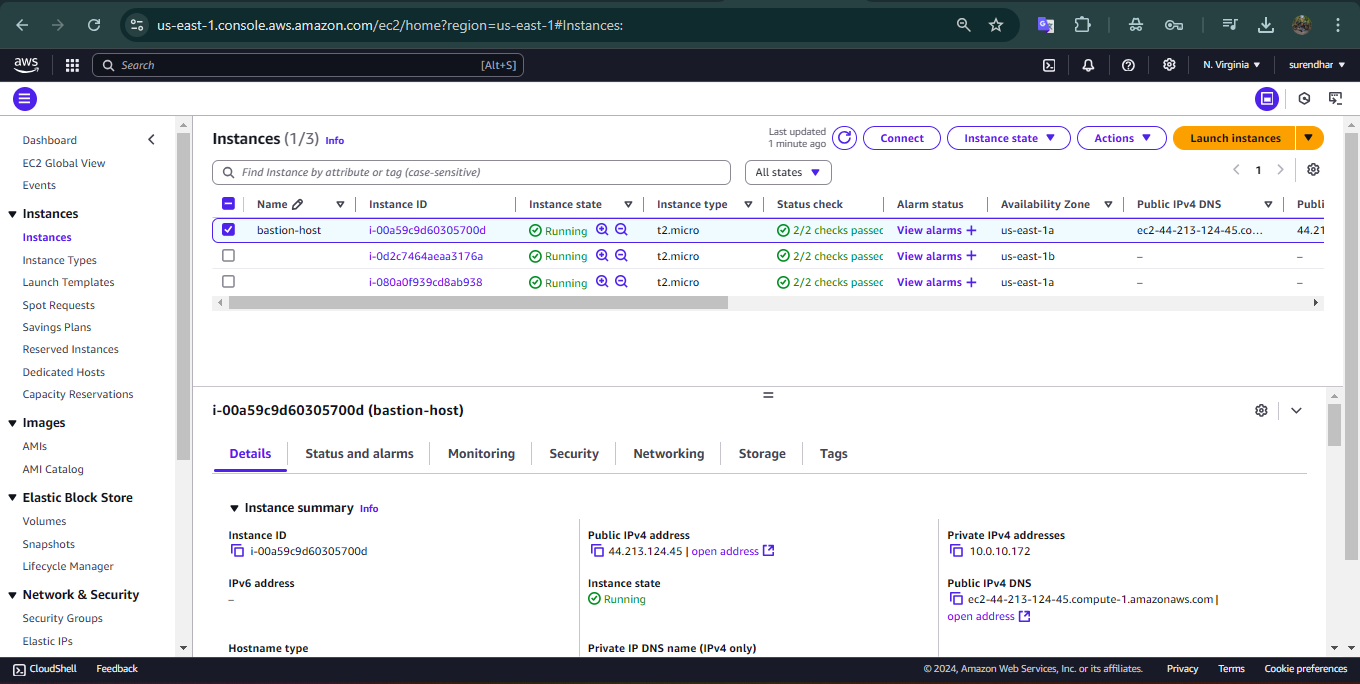 us-east-1.console.aws.amazon.com/ec2/home?region=us-east-1#Instances:
aws
Search
[Alt+S]
N. Virginia
surendhar
Dashboard
EC2 Global View
Events
Instances
Instances
Instance Types
Launch Templates
Spot Requests
Savings Plans
Reserved Instances
Dedicated Hosts
Capacity Reservations
Images
AMIs
AMI Catalog
Elastic Block Store
Volumes
Snapshots
Lifecycle Manager
Network & Security
Security Groups
Elastic IPs
Instances (1/3) Info
Last updated
1 minute ago
Connect
Instance state
Actions
Launch instances
Find Instance by attribute or tag (case-sensitive)
All states
1
Name Instance ID Instance state Instance type Status check Alarm status Availability Zone Public IPv4 DNS Publi
bastion-host i-00a59c9d60305700d Running t2.micro 2/2 checks passed View alarms + us-east-1a ec2-44-213-124-45.co... 44.21
i-0d2c7464aeaa3176a Running t2.micro 2/2 checks passed View alarms + us-east-1b – –
i-080a0f939cd8ab938 Running t2.micro 2/2 checks passed View alarms + us-east-1a – –
i-00a59c9d60305700d (bastion-host)
Details
Status and alarms
Monitoring
Security
Networking
Storage
Tags
Instance summary Info
Instance ID
i-00a59c9d60305700d
IPv6 address
–
Hostname type
Public IPv4 address
44.213.124.45 | open address
Instance state
Running
Private IP DNS name (IPv4 only)
Private IPv4 addresses
10.0.10.172
Public IPv4 DNS
ec2-44-213-124-45.compute-1.amazonaws.com |
open address
CloudShell
Feedback
© 2024, Amazon Web Services, Inc. or its affiliates.
Privacy
Terms
Cookie preferences